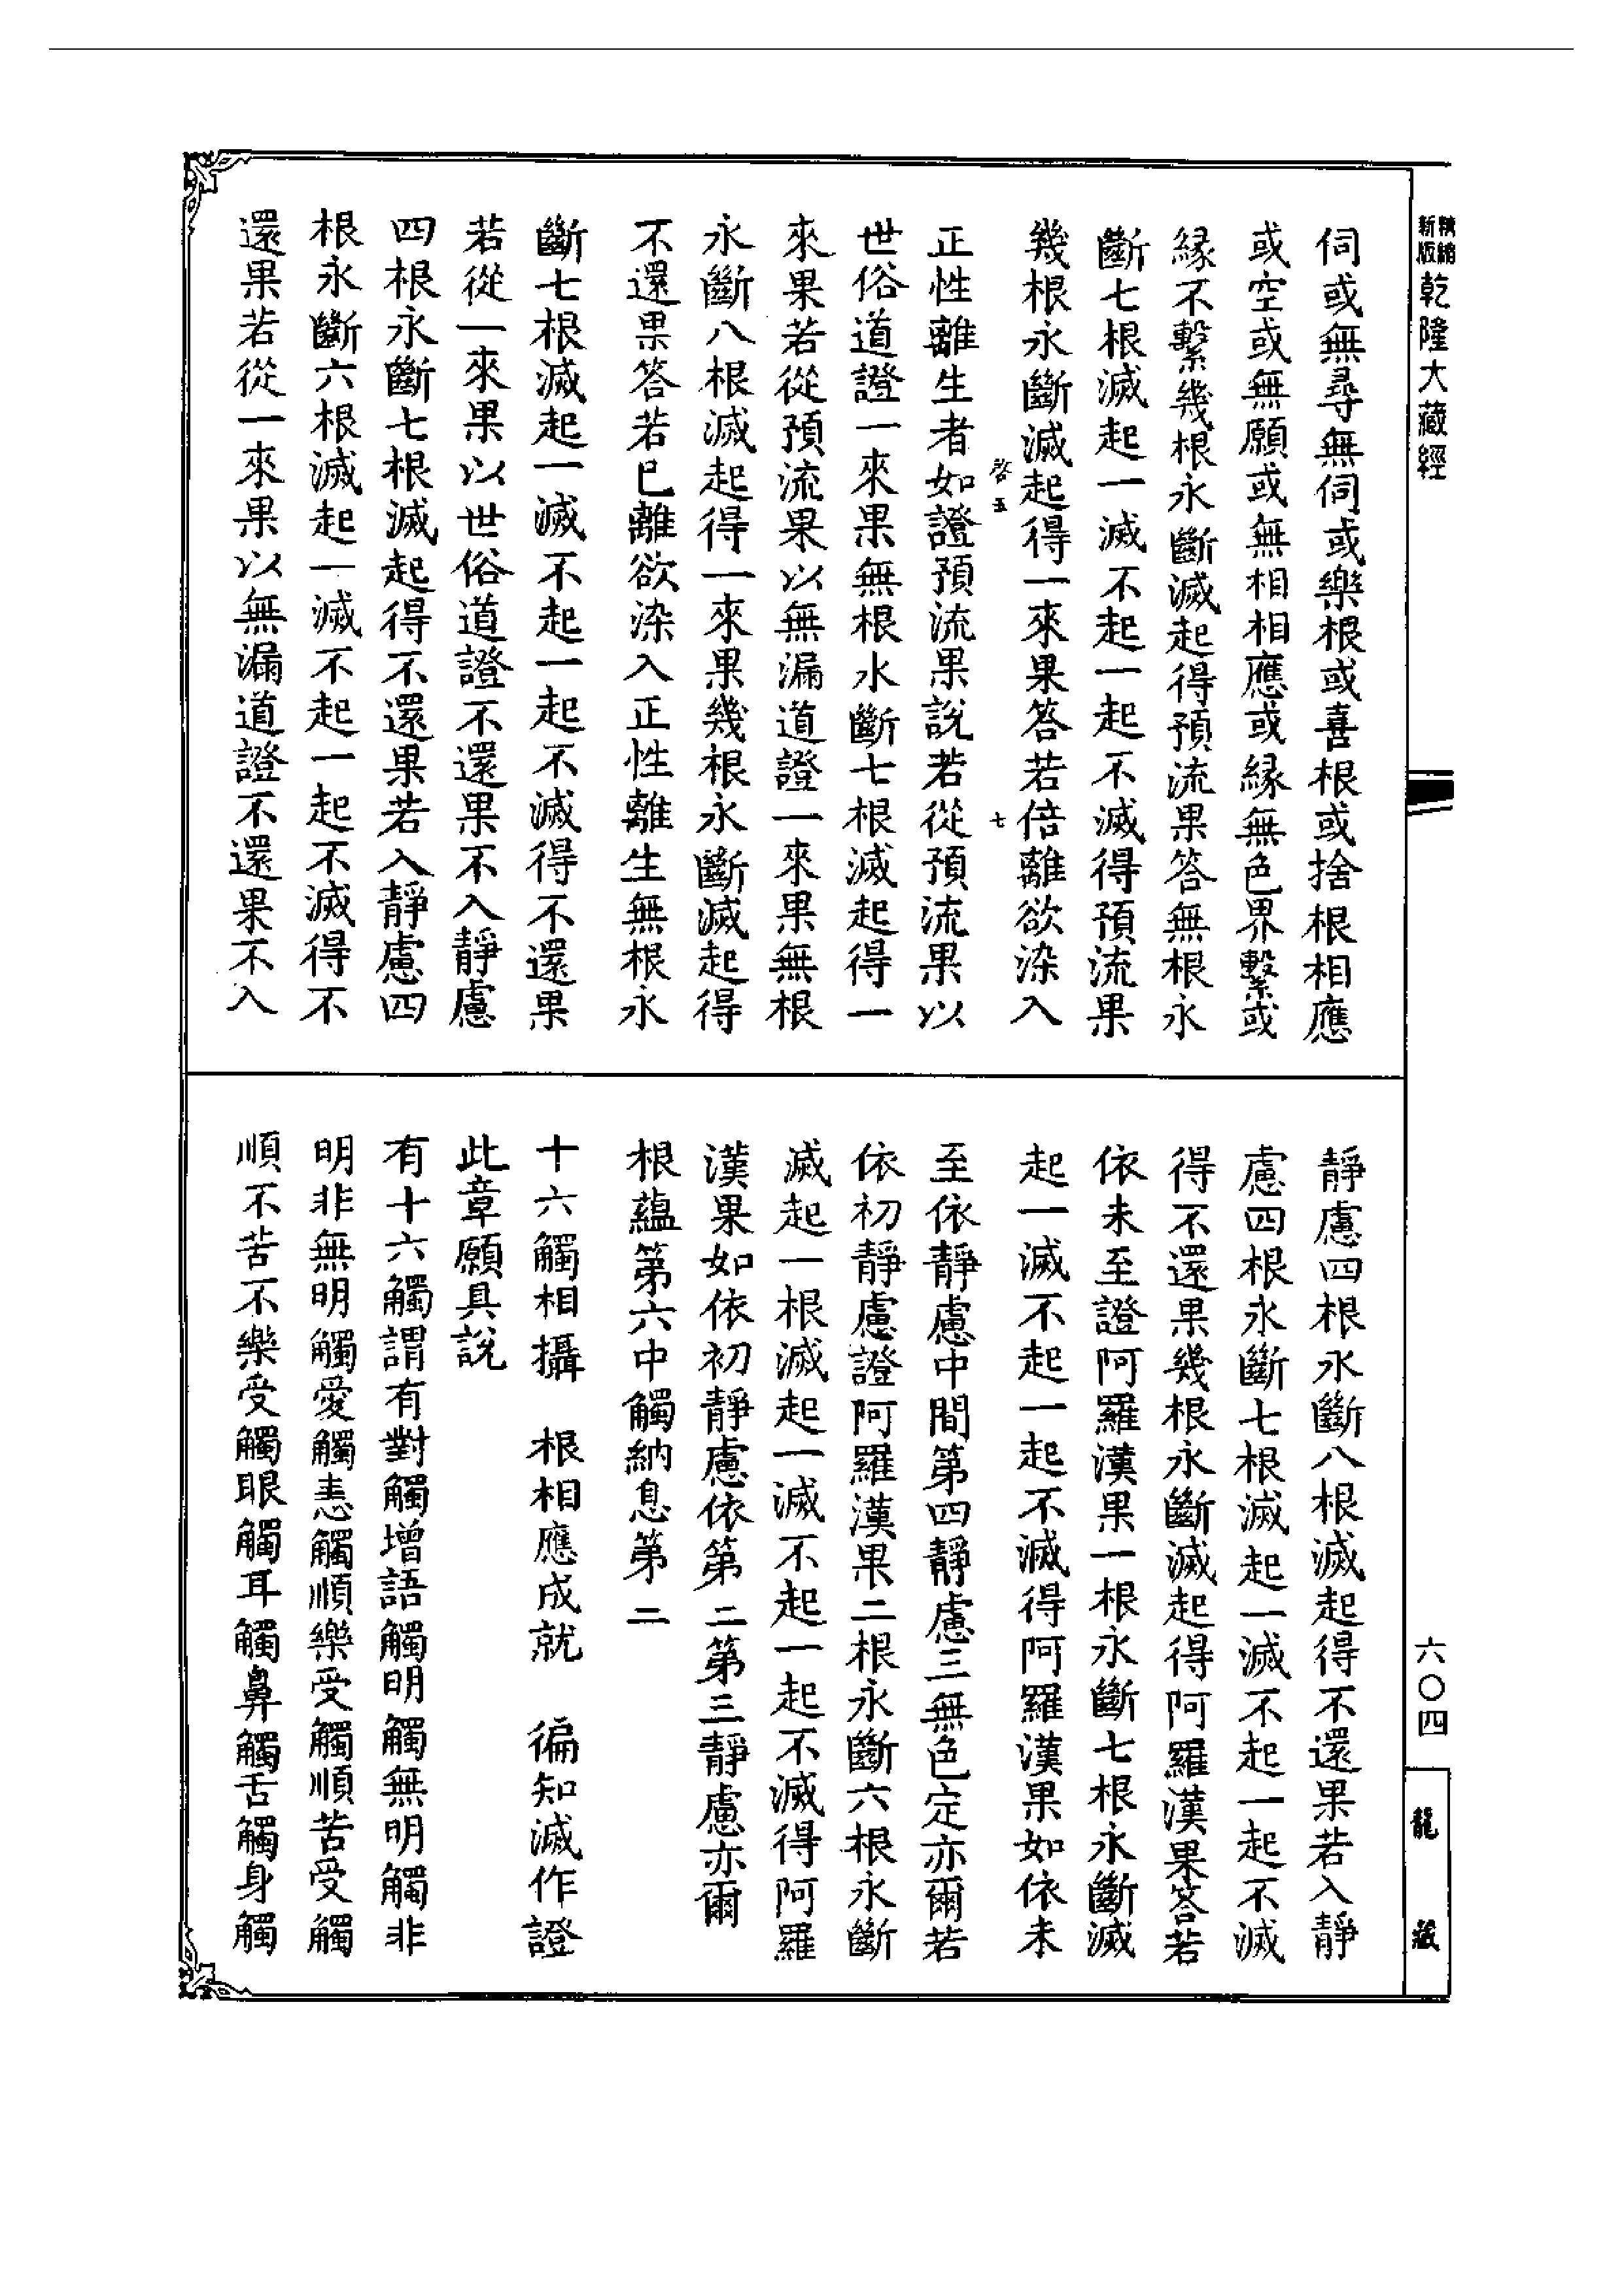 精縮新版乾隆大藏經
伺或無尋無伺或樂根或喜根或捨根相應
或空或無願或無相相應或緣無色界繫或
緣不繫幾根永斷滅起得預流果答無根永
斷七根滅起一滅不起一起不滅得預流果
幾根永斷滅起得一來果答若倍離欲染入
啓五 七
正性離生者如證預流果說若從預流果以
世俗道證一來果無根永斷七根滅起得一
來果若從預流果以無漏道證一來果無根
永斷八根滅起得一來果幾根永斷滅起得
不還果答若已離欲染入正性離生無根永
斷七根滅起一滅不起一起不滅得不還果
若從一來果以世俗道證不還果不入靜慮
四根永斷七根滅起得不還果若入靜慮四
根永斷六根滅起一滅不起一起不滅得不
還果若從一來果以無漏道證不還果不入
靜慮四根永斷八根滅起得不還果若入靜
慮四根永斷七根滅起一滅不起一起不滅
得不還果幾根永斷滅起得阿羅漢果答若
依未至證阿羅漢果一根永斷七根永斷滅
起一滅不起一起不滅得阿羅漢果如依未
至依靜慮中間第四靜慮三無色定亦爾若
依初靜慮證阿羅漢果二根永斷六根永斷
滅起一根滅起一滅不起一起不滅得阿羅
漢果如依初靜慮依第二第三靜慮亦爾
根蘊第六中觸納息第二
十六觸相攝 根相應成就 徧知滅作證
此章願具說
有十六觸謂有對觸增語觸明觸無明觸非
明非無明觸愛觸恚觸順樂受觸順苦受觸
順不苦不樂受觸眼觸耳觸鼻觸舌觸身觸
六〇四
龍藏